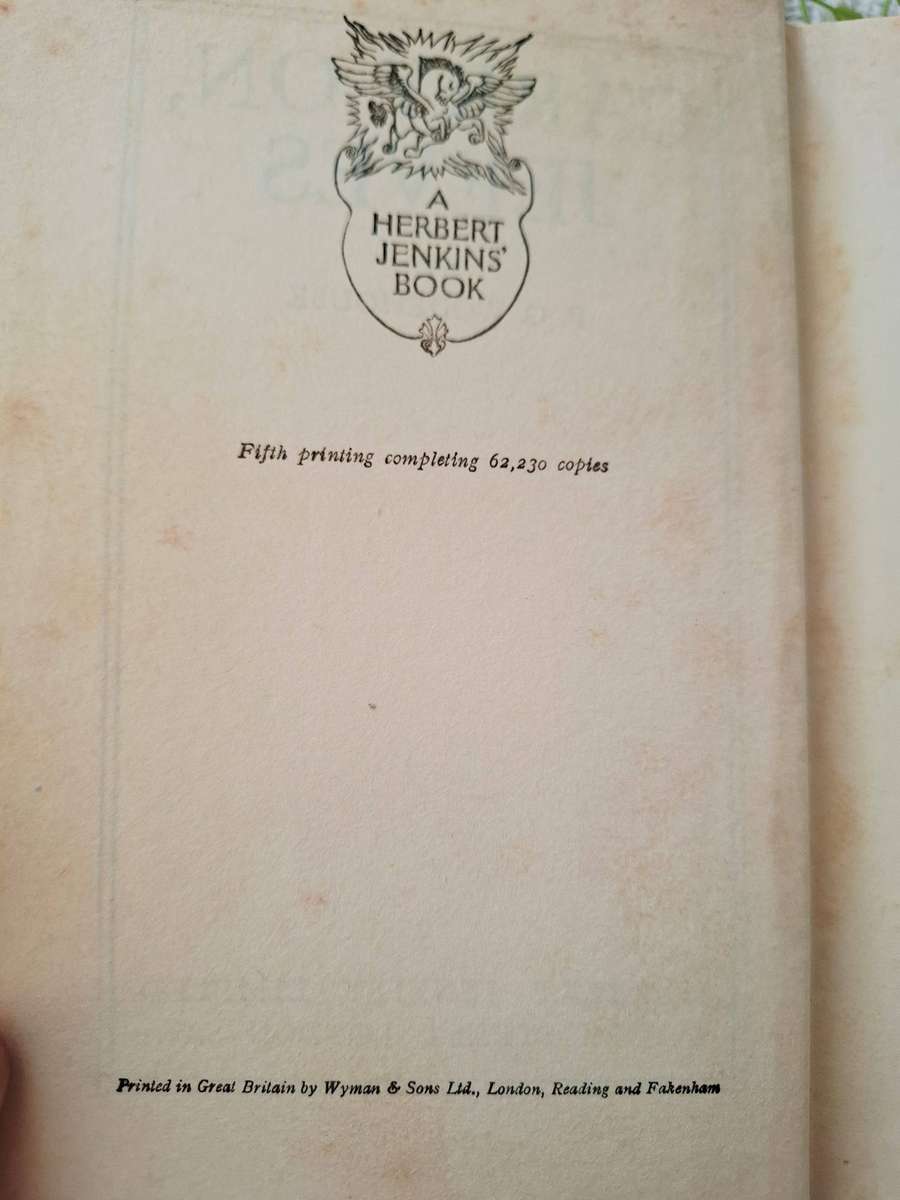 A
HERBERT
JENKINS'
BOOK
Fifth printing completing 62,230 copies
Printed in Great Britain by Wyman & Sons Ltd., London, Reading and Fakenham